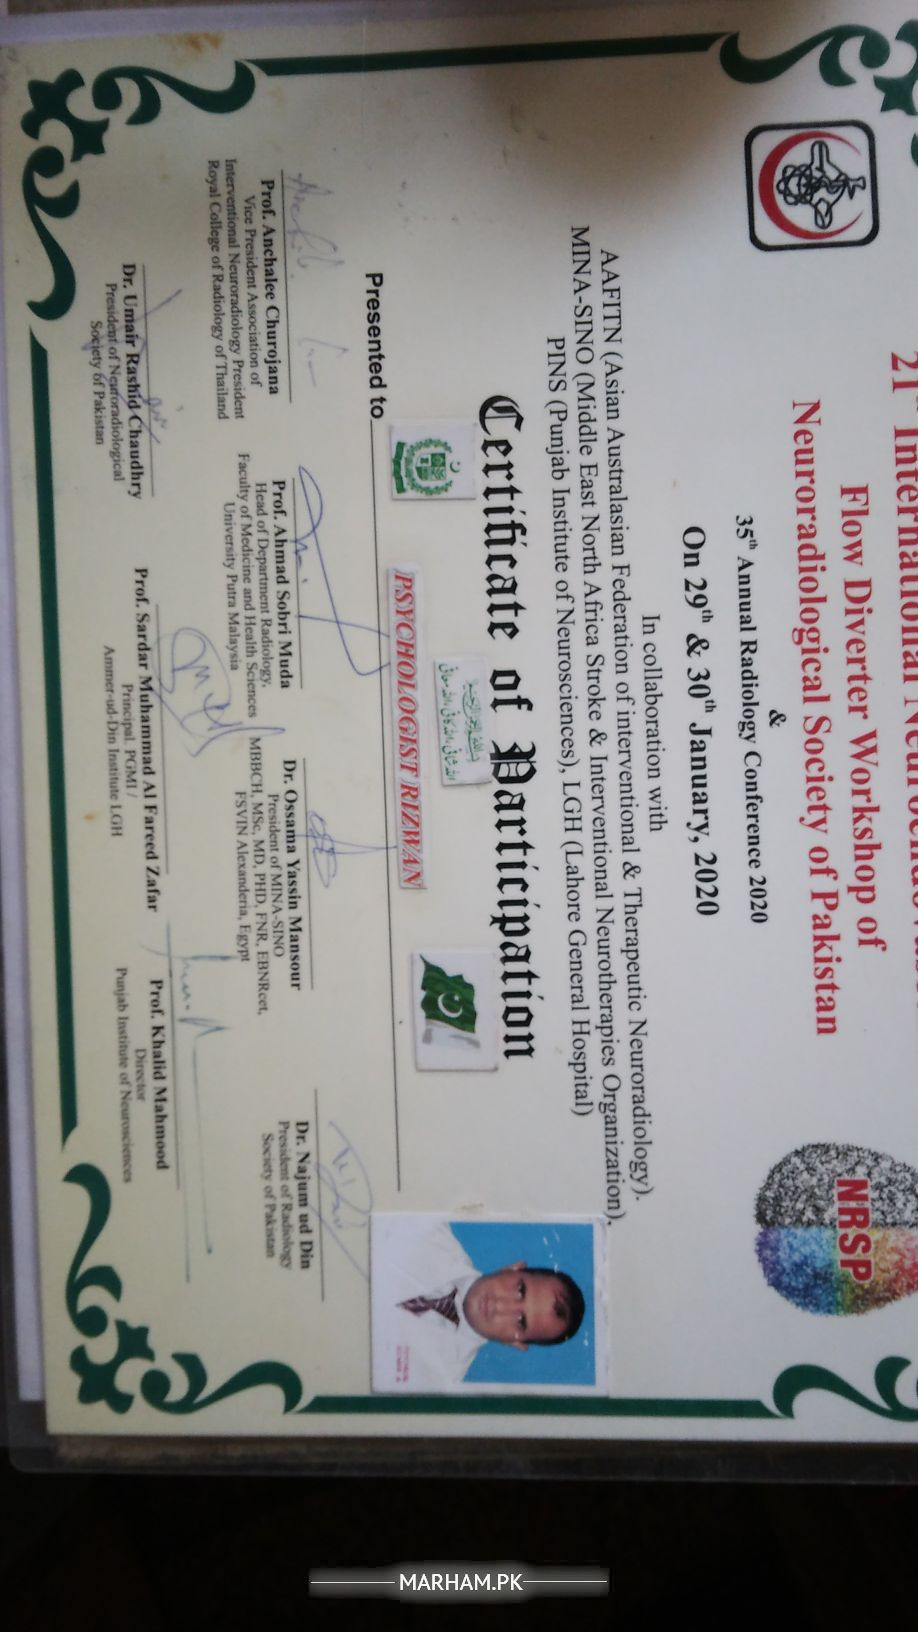 21st International Neuroendovas
Flow Diverter Workshop of
Neuroradiological Society of Pakistan
&
35th Annual Radiology Conference 2020
On 29th & 30th January, 2020
In collaboration with
AAFITN (Asian Australasian Federation of interventional & Therapeutic Neuroradiology).
MINA-SINO (Middle East North Africa Stroke & Interventional Neurotherapies Organization).
PINS (Punjab Institute of Neurosciences), LGH (Lahore General Hospital)
NRSP
Certificate of Participation
Presented to
PSYCHOLOGIST RIZWAN
Prof. Anchalee Churojana
Vice President Association of
Interventional Neuroradiology President
Royal College of Radiology of Thailand
Prof. Ahmad Sobri Muda
Head of Department Radiology,
Faculty of Medicine and Health Sciences
University Putra Malaysia
Dr. Ossama Yassin Mansour
President of MINA-SINO
MBBCH, MSc, MD, PHD, FNR, EBNRcet,
FSVIN Alexanderia, Egypt
Dr. Najum ud Din
President of Radiology
Society of Pakistan
Dr. Umair Rashid Chaudhry
President of Neuroradiological
Society of Pakistan
Prof. Sardar Muhammad Al Fareed Zafar
Principal, PGMI /
Ammer-ud-Din Institute LGH
Prof. Khalid Mahmood
Director
Punjab Institute of Neurosciences
MARHAM.PK